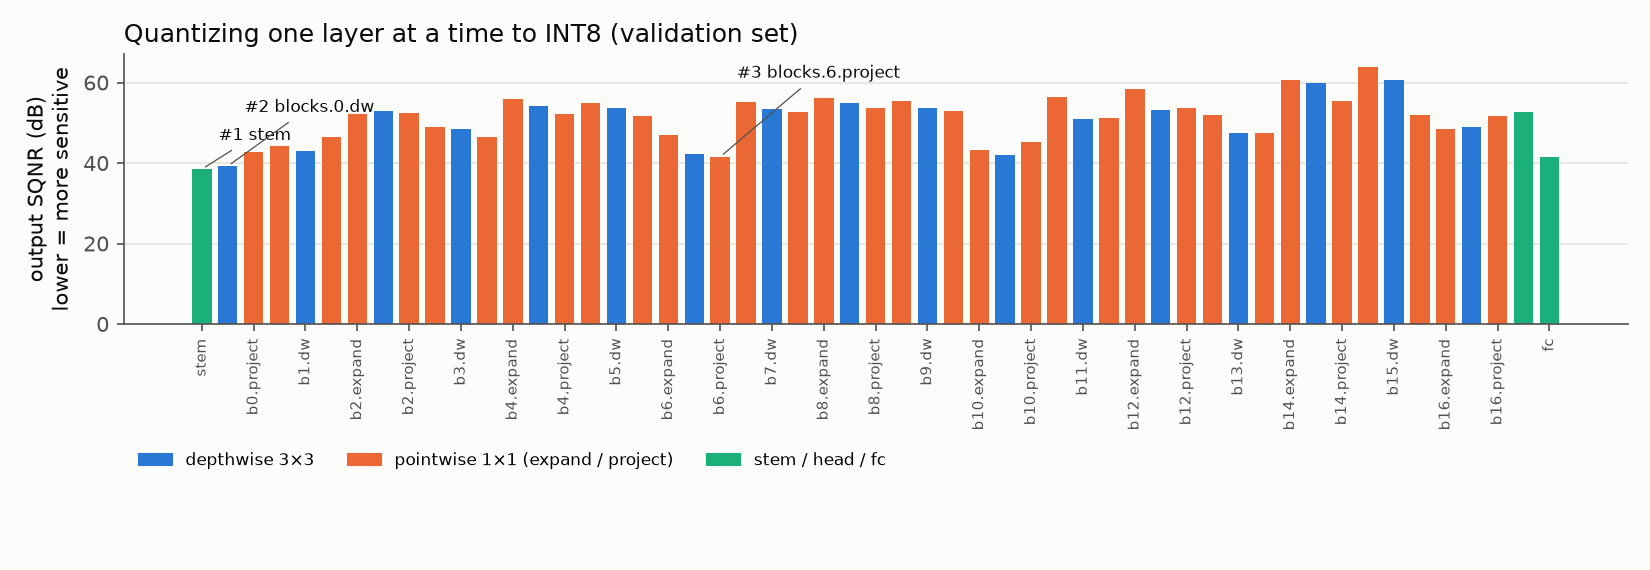 Quantizing one layer at a time to INT8 (validation set)
output SQNR (dB)
lower = more sensitive
60
40
20
0
#1 stem
#2 blocks.0.dw
#3 blocks.6.project
stem
b0.project
b1.dw
b2.expand
b2.project
b3.dw
b4.expand
b4.project
b5.dw
b6.expand
b6.project
b7.dw
b8.expand
b8.project
b9.dw
b10.expand
b10.project
b11.dw
b12.expand
b12.project
b13.dw
b14.expand
b14.project
b15.dw
b16.expand
b16.project
fc
depthwise 3×3
pointwise 1×1 (expand / project)
stem / head / fc